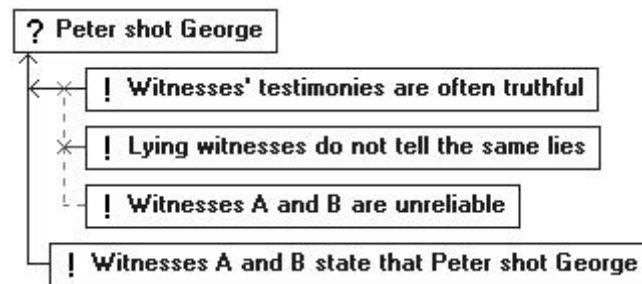 ? Peter shot George
! Witnesses' testimonies are often truthful
! Lying witnesses do not tell the same lies
! Witnesses A and B are unreliable
! Witnesses A and B state that Peter shot George